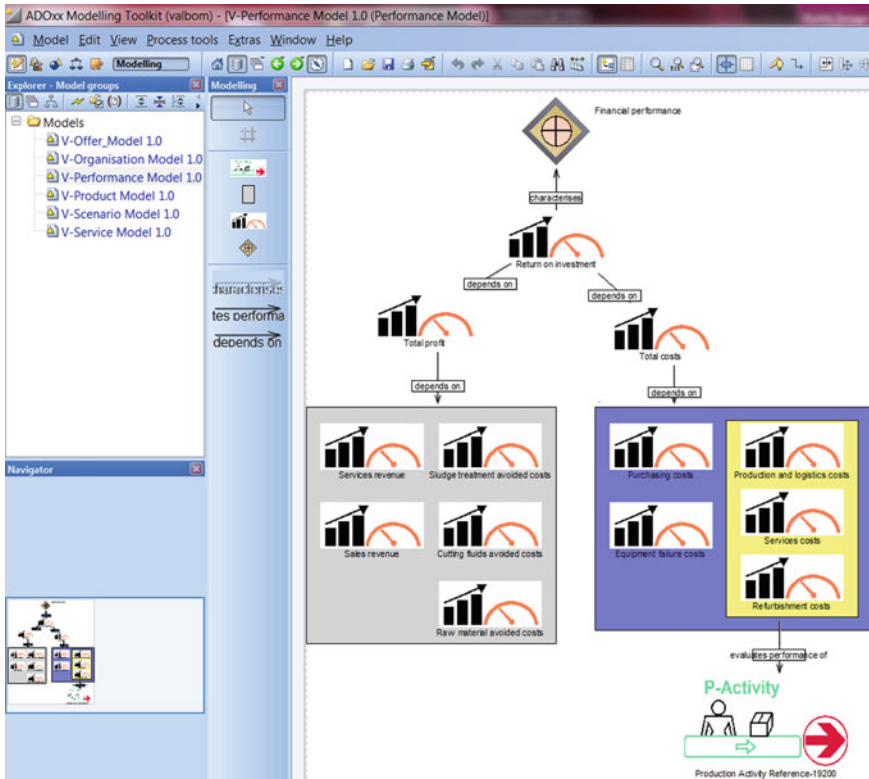 ADOxx Modelling Toolkit (valbom) - [V-Performance Model 1.0 (Performance Model)]
Model Edit View Process tools Extras Window Help
Modelling
Explorer - Model groups
Models
V-Offer_Model 1.0
V-Organisation Model 1.0
V-Performance Model 1.0
V-Product Model 1.0
V-Scenario Model 1.0
V-Service Model 1.0
Navigator
Modelling
characterises
tes performa
depends on
Financial performance
characterises
Return on investment
depends on
depends on
Total profit
Total costs
depends on
depends on
Services revenue
Sludge treatment avoided costs
Sales revenue
Cutting fluids avoided costs
Raw material avoided costs
Purchasing costs
Production and logistics costs
Equipment failure costs
Services costs
Refurbishment costs
evaluates performance of
P-Activity
Production Activity Reference-19200